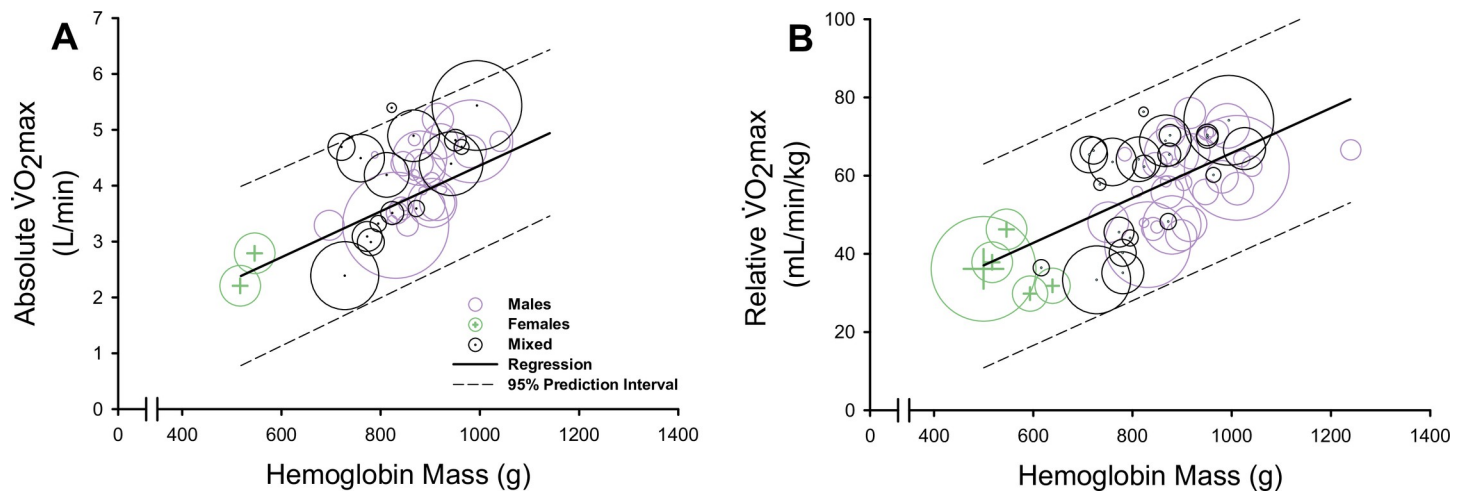 A
Absolute V̇O2max
(L/min)
7
6
5
4
3
2
1
0
0 400 600 800 1000 1200 1400
Hemoglobin Mass (g)
Males
Females
Mixed
Regression
95% Prediction Interval
B
Relative V̇O2max
(mL/min/kg)
100
80
60
40
20
0
0 400 600 800 1000 1200 1400
Hemoglobin Mass (g)